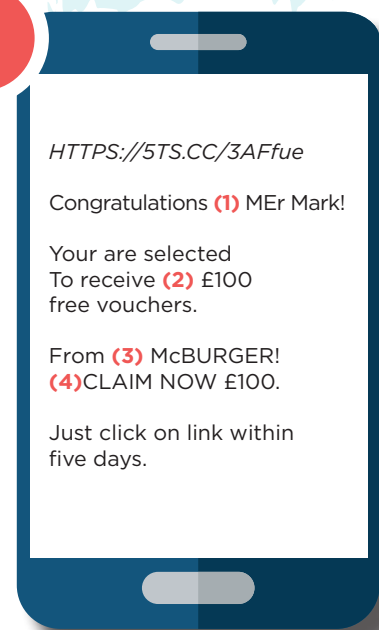 HTTPS://5TS.CC/3AFfue
Congratulations (1) MEr Mark!
Your are selected
To receive (2) £100
free vouchers.
From (3) McBURGER!
(4)CLAIM NOW £100.
Just click on link within
five days.